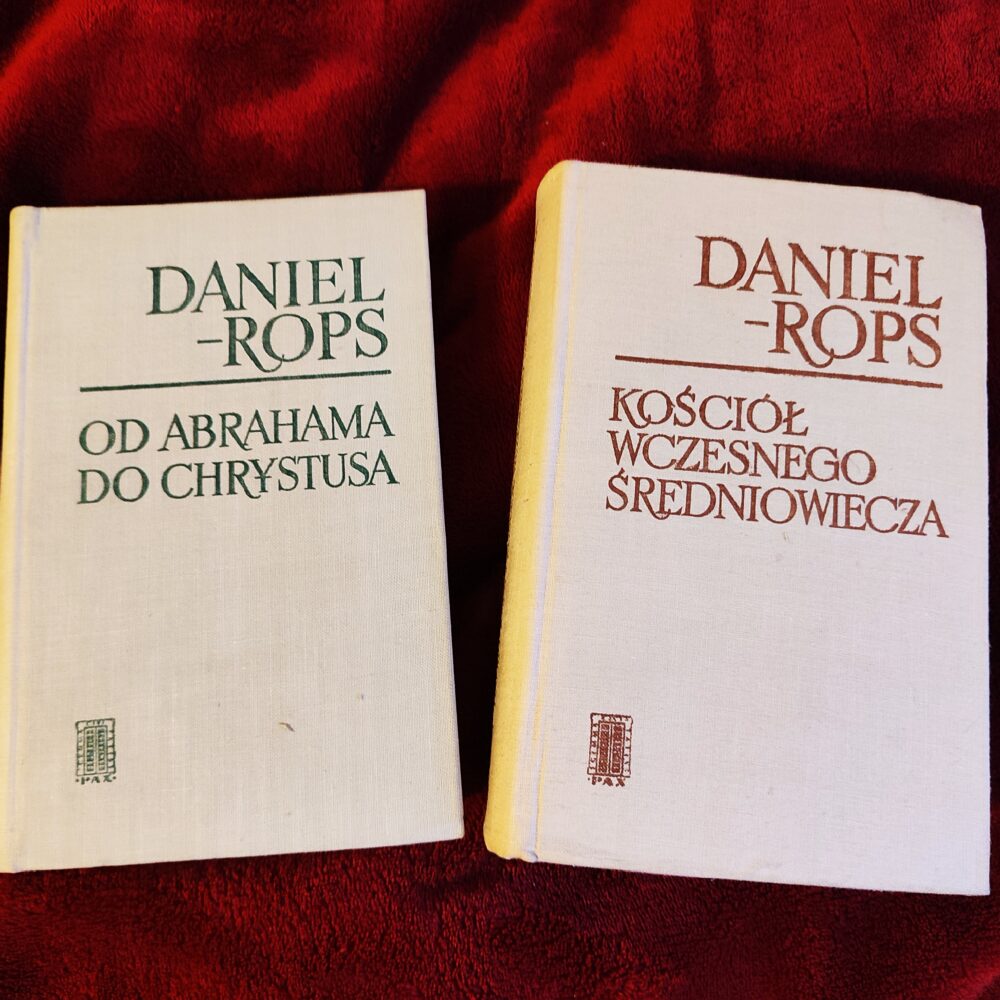 DANIEL
-ROPS
OD ABRAHAMA
DO CHRYSTUSA
PAX
DANIEL
-ROPS
KOŚCIÓŁ
WCZESNEGO
ŚREDNIOWIECZA
PAX